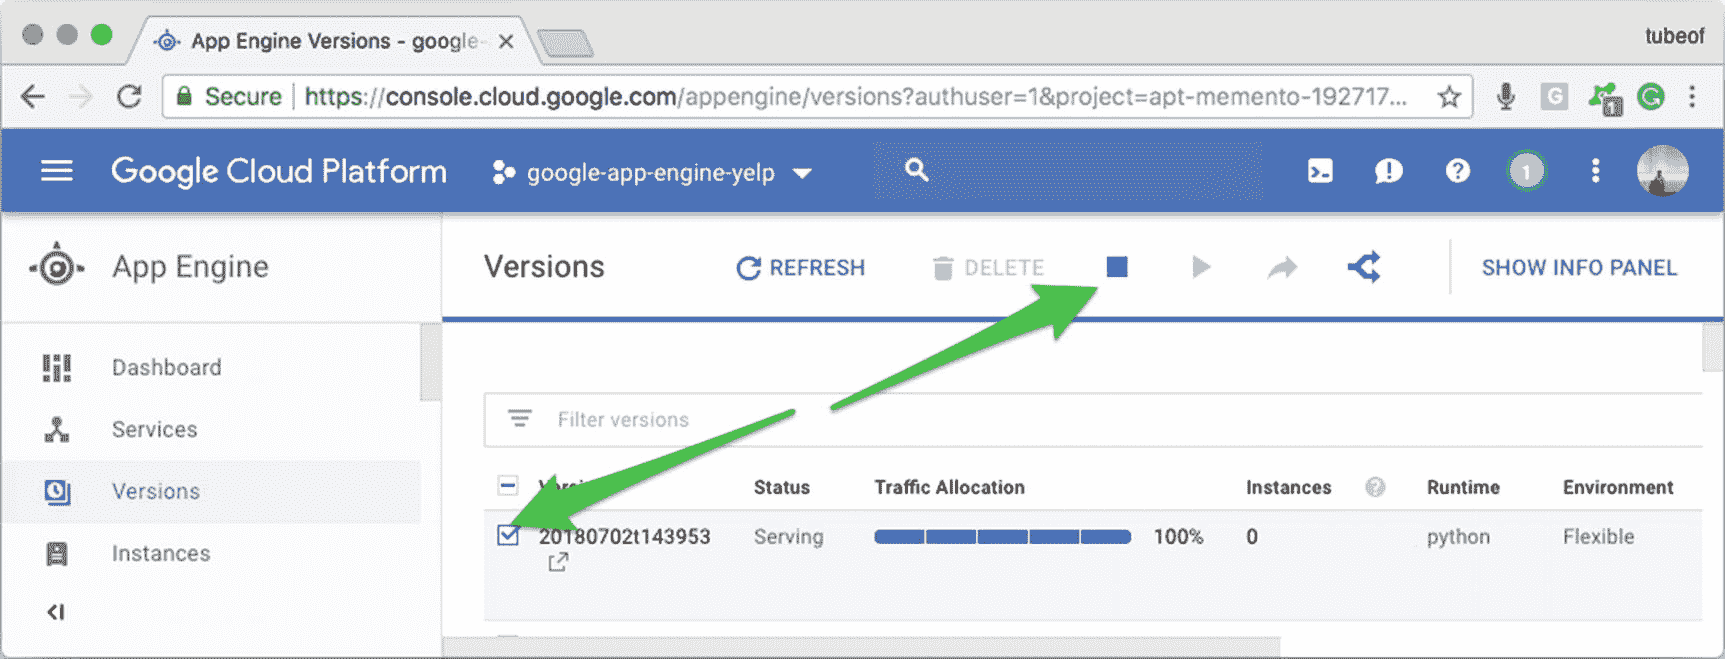 App Engine Versions - google-
tubeof
Secure https://console.cloud.google.com/appengine/versions?authuser=1&project=apt-memento-192717...
G
1
G
Google Cloud Platform
google-app-engine-yelp
1
App Engine
Versions
REFRESH
DELETE
SHOW INFO PANEL
Dashboard
Services
Versions
Instances
Filter versions
Status
Traffic Allocation
Instances
Runtime
Environment
20180702t143953
Serving
100%
0
python
Flexible